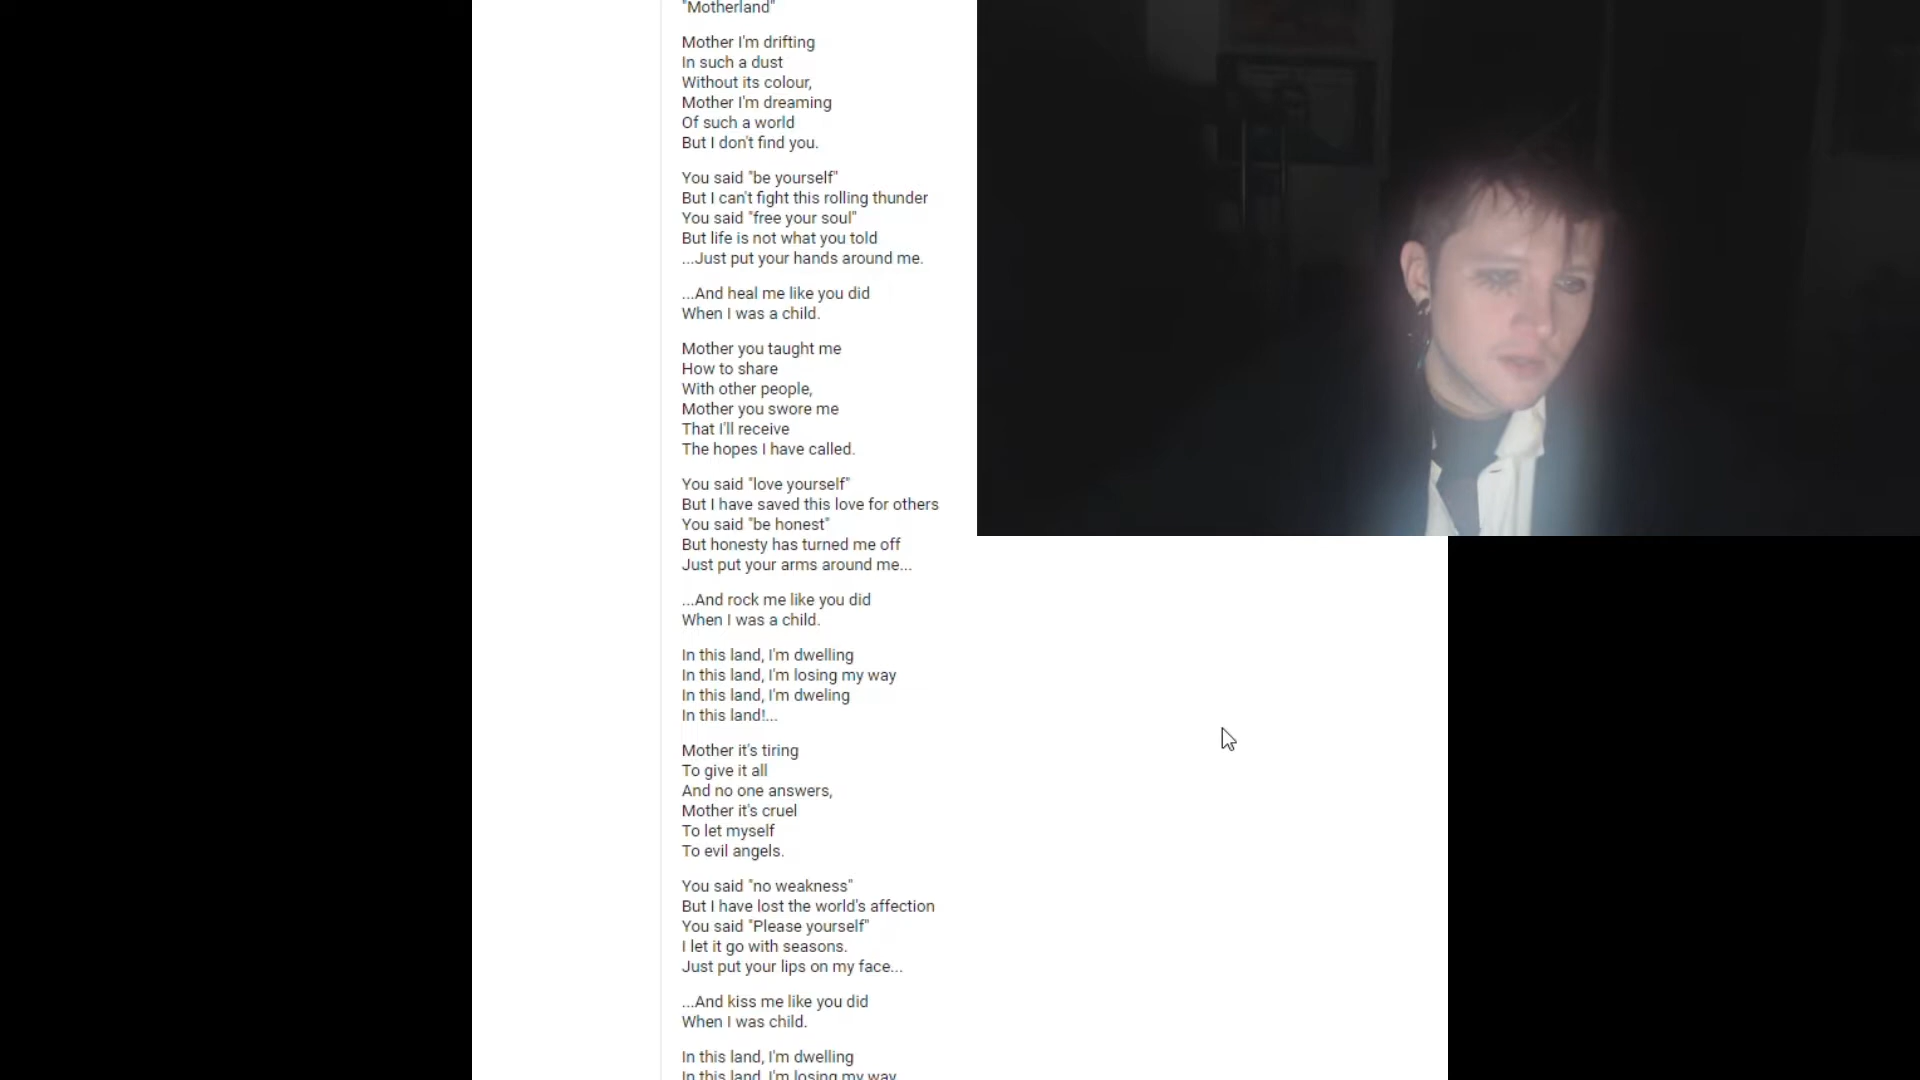 "Motherland"
Mother I'm drifting
In such a dust
Without its colour,
Mother I'm dreaming
Of such a world
But I don't find you.
You said "be yourself"
But I can't fight this rolling thunder
You said "free your soul"
But life is not what you told
...Just put your hands around me.
...And heal me like you did
When I was a child.
Mother you taught me
How to share
With other people,
Mother you swore me
That I'll receive
The hopes I have called.
You said "love yourself"
But I have saved this love for others
You said "be honest"
But honesty has turned me off
Just put your arms around me...
...And rock me like you did
When I was a child.
In this land, I'm dwelling
In this land, I'm losing my way
In this land, I'm dweling
In this land!...
Mother it's tiring
To give it all
And no one answers,
Mother it's cruel
To let myself
To evil angels.
You said "no weakness"
But I have lost the world's affection
You said "Please yourself"
I let it go with seasons.
Just put your lips on my face...
...And kiss me like you did
When I was child.
In this land, I'm dwelling
In this land, I'm losing my way